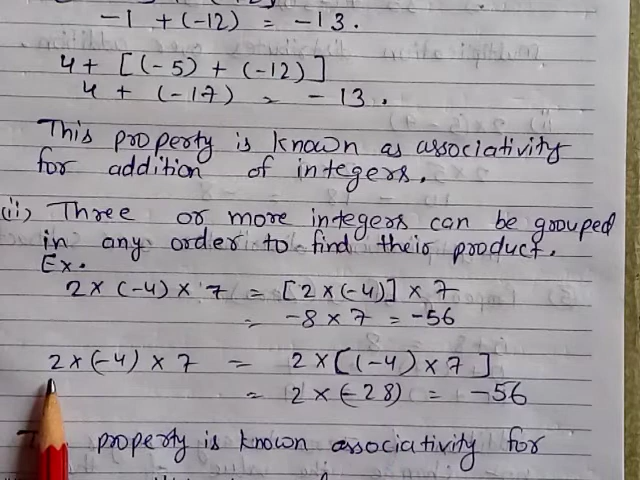 -1 + (-12) = -13.
4 + [(-5) + (-12)]
4 + (-17) = -13.
This property is known as associativity
for addition of integers.
(ii) Three or more integers can be grouped
in any order to find their product.
Ex.
2 × (-4) × 7 = [2 × (-4)] × 7
= -8 × 7 = -56
2 × (-4) × 7 = 2 × [(-4) × 7]
= 2 × (-28) = -56
property is known associativity for